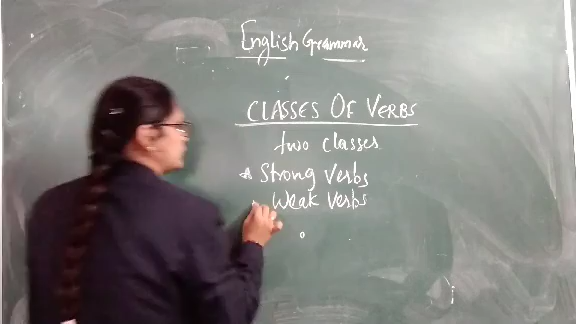 English Grammar
CLASSES OF VERBS
two classes
* Strong Verbs
Weak Verbs